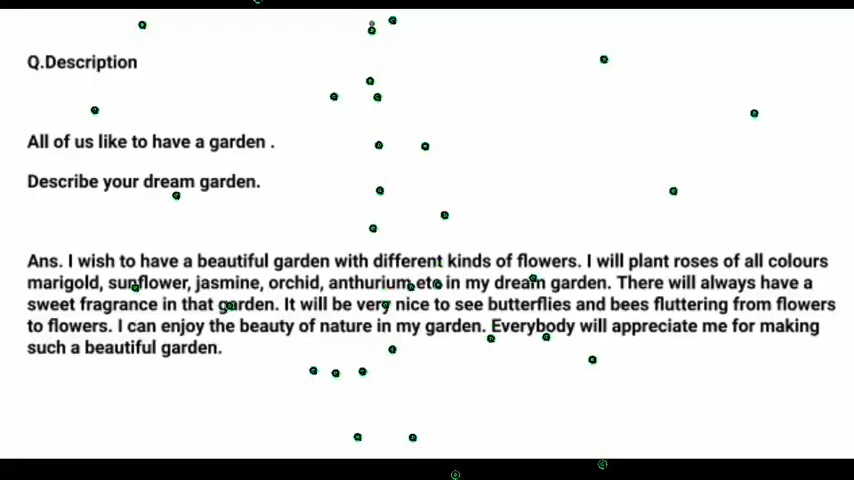 Q.Description
All of us like to have a garden .
Describe your dream garden.
Ans. I wish to have a beautiful garden with different kinds of flowers. I will plant roses of all colours
marigold, sunflower, jasmine, orchid, anthurium etc in my dream garden. There will always have a
sweet fragrance in that garden. It will be very nice to see butterflies and bees fluttering from flowers
to flowers. I can enjoy the beauty of nature in my garden. Everybody will appreciate me for making
such a beautiful garden.